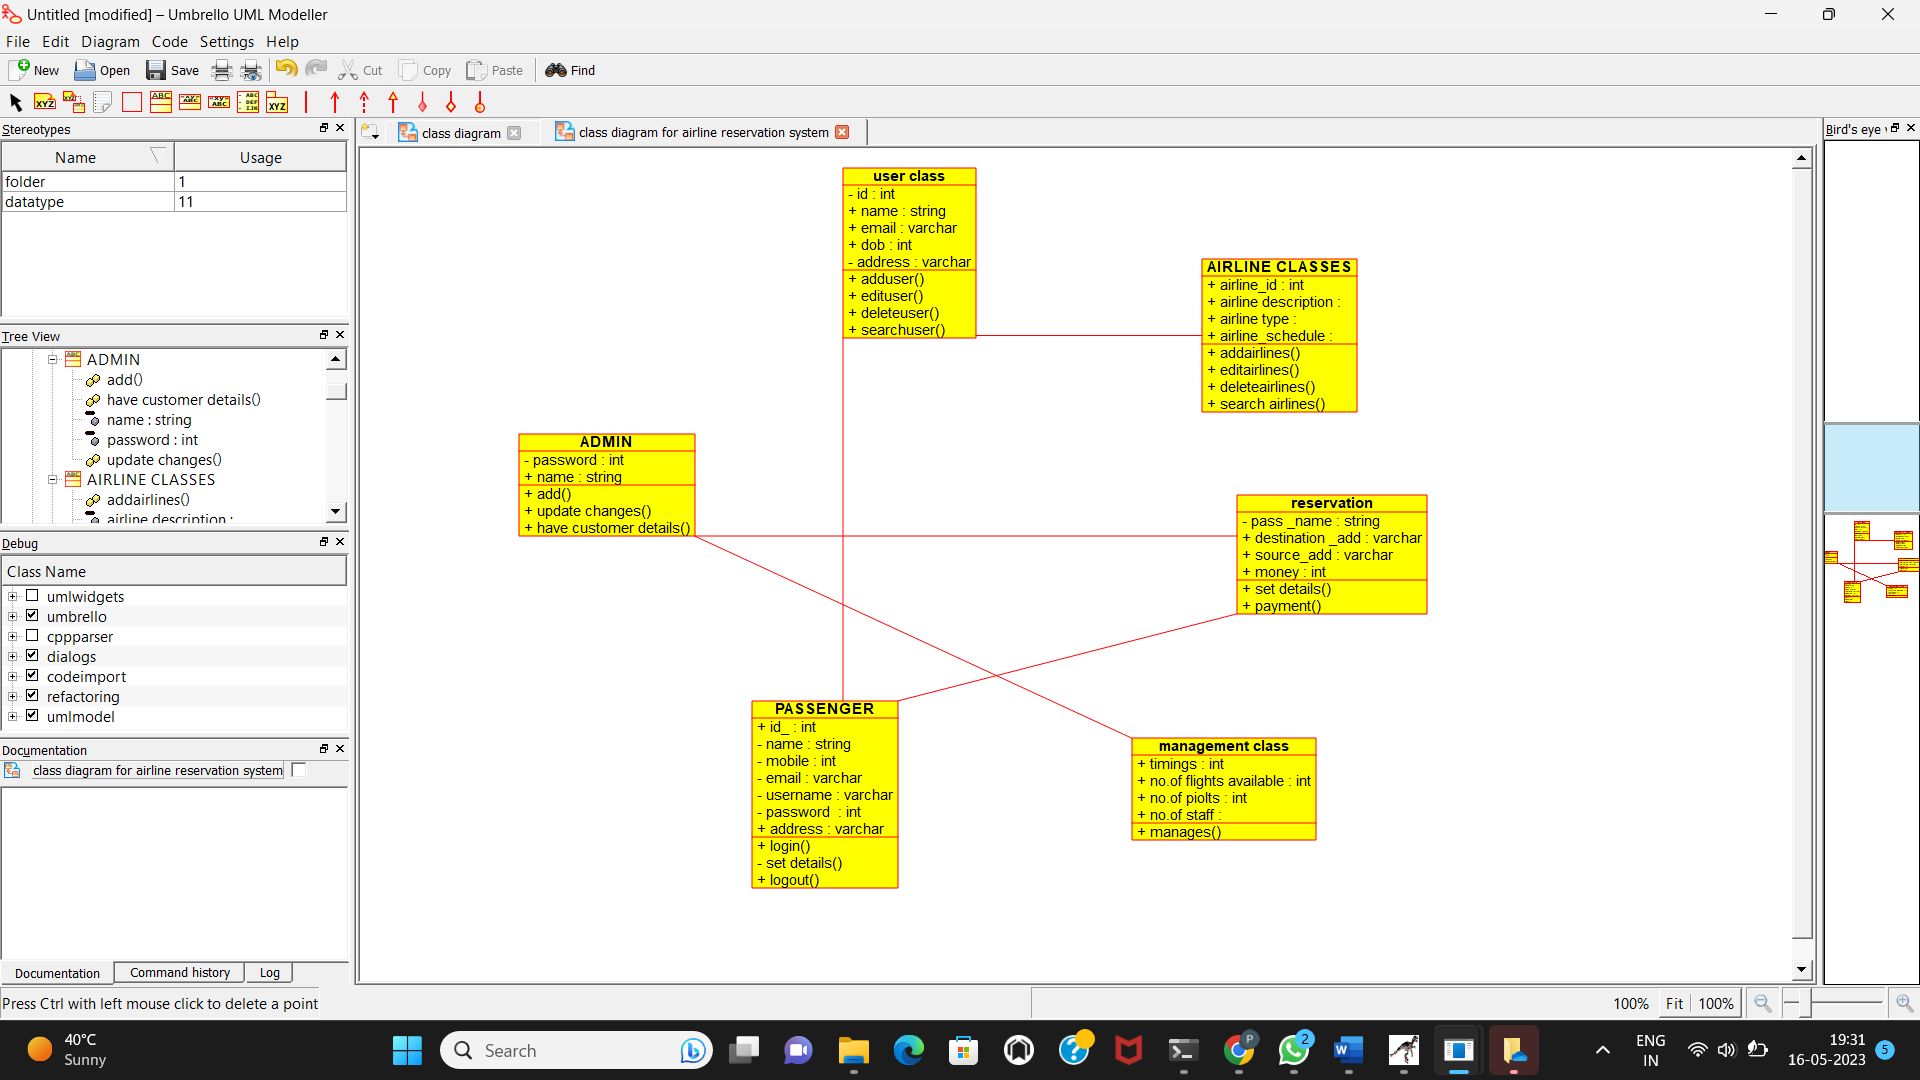 Untitled [modified] – Umbrello UML Modeller
File Edit Diagram Code Settings Help
New Open Save Cut Copy Paste Find
Stereotypes
Name Usage
folder 1
datatype 11
Tree View
ADMIN
add()
have customer details()
name : string
password : int
update changes()
AIRLINE CLASSES
addairlines()
airline description :
Debug
Class Name
umlwidgets
umbrello
cppparser
dialogs
codeimport
refactoring
umlmodel
Documentation
class diagram for airline reservation system
Documentation Command history Log
Press Ctrl with left mouse click to delete a point
class diagram
class diagram for airline reservation system
user class
- id : int
+ name : string
+ email : varchar
+ dob : int
- address : varchar
+ adduser()
+ edituser()
+ deleteuser()
+ searchuser()
AIRLINE CLASSES
+ airline_id : int
+ airline description :
+ airline type :
+ airline_schedule :
+ addairlines()
+ editairlines()
+ deleteairlines()
+ search airlines()
ADMIN
- password : int
+ name : string
+ add()
+ update changes()
+ have customer details()
reservation
- pass _name : string
+ destination _add : varchar
+ source_add : varchar
+ money : int
+ set details()
+ payment()
PASSENGER
+ id_ : int
- name : string
- mobile : int
- email : varchar
- username : varchar
- password  : int
+ address : varchar
+ login()
- set details()
+ logout()
management class
+ timings : int
+ no.of flights available : int
+ no.of piolts : int
+ no.of staff :
+ manages()
Bird's eye
100% Fit 100%
40°C
Sunny
Search
2
ENG
IN
19:31
16-05-2023
5